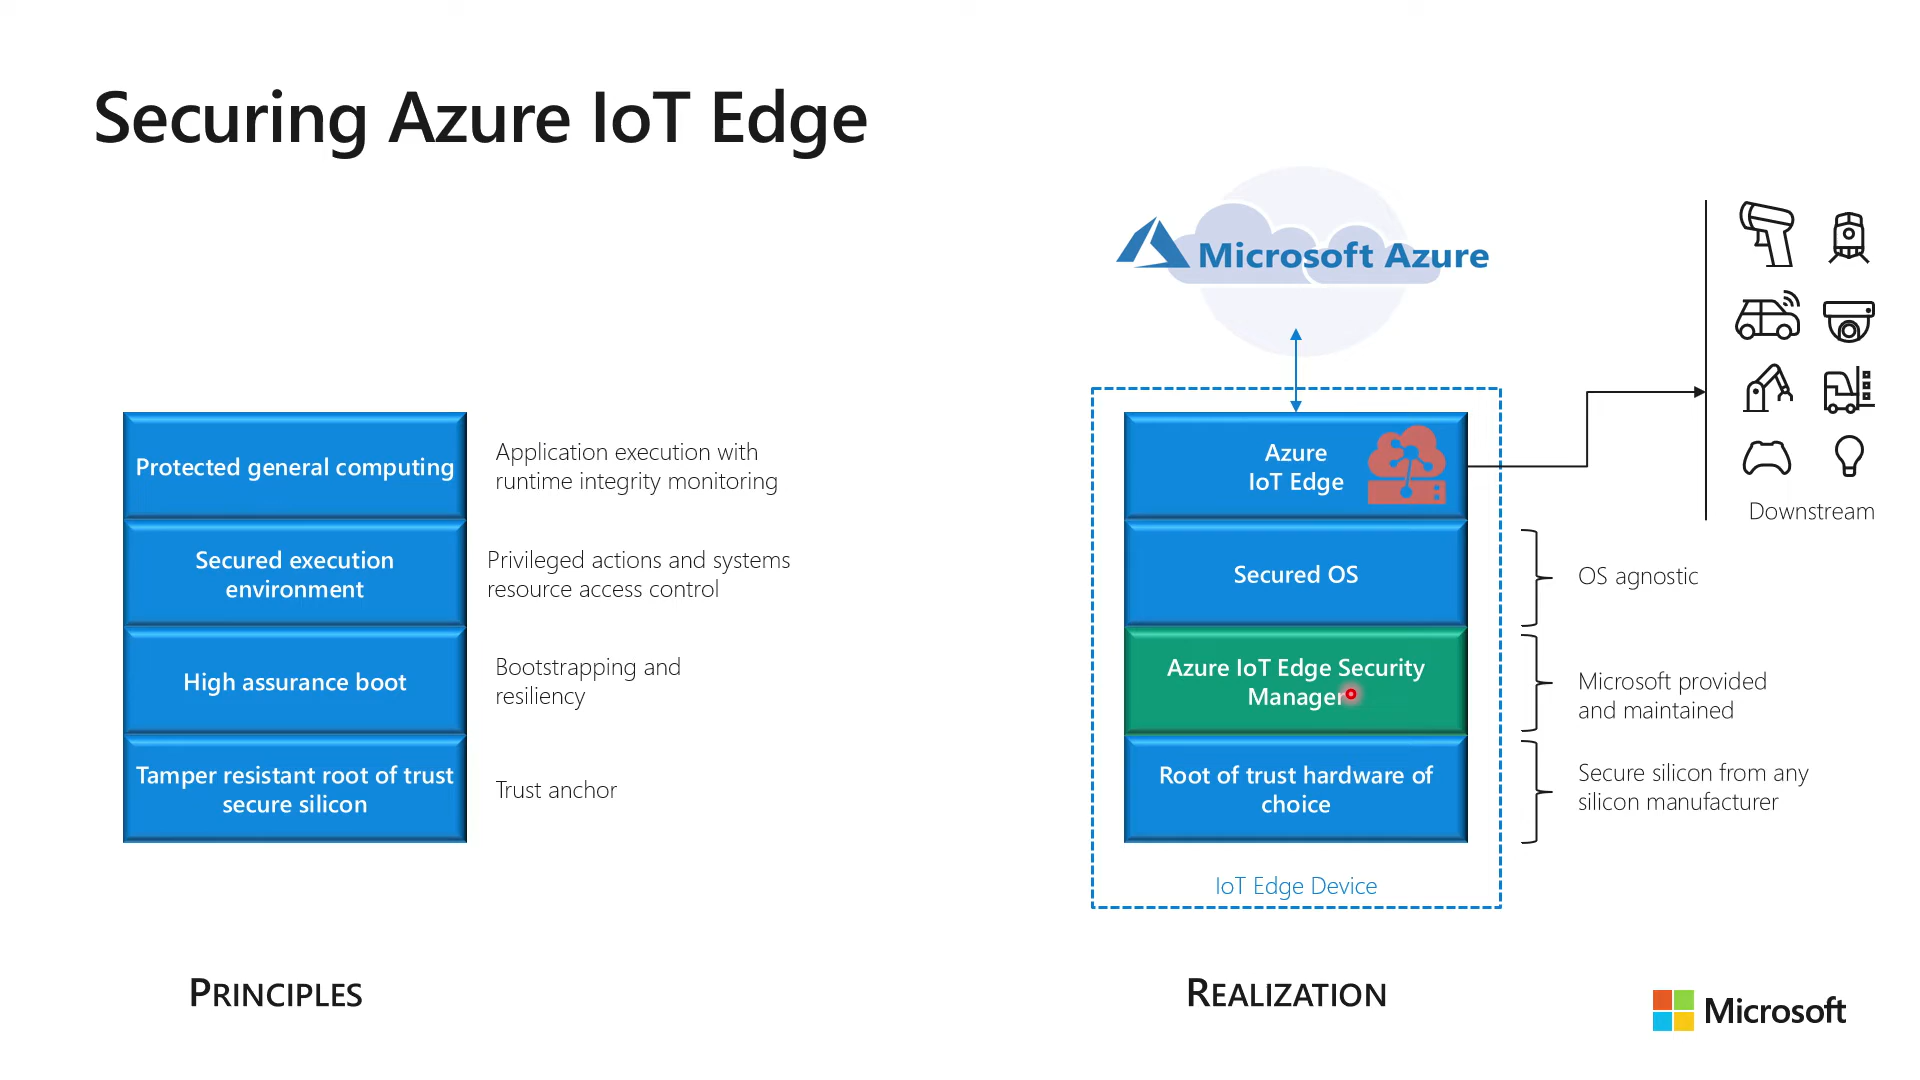 Securing Azure IoT Edge
Microsoft Azure
Protected general computing
Application execution with
runtime integrity monitoring
Secured execution
environment
Privileged actions and systems
resource access control
High assurance boot
Bootstrapping and
resiliency
Tamper resistant root of trust
secure silicon
Trust anchor
PRINCIPLES
Azure
IoT Edge
Downstream
Secured OS
OS agnostic
Azure IoT Edge Security
Manager
Microsoft provided
and maintained
Root of trust hardware of
choice
Secure silicon from any
silicon manufacturer
IoT Edge Device
REALIZATION
Microsoft